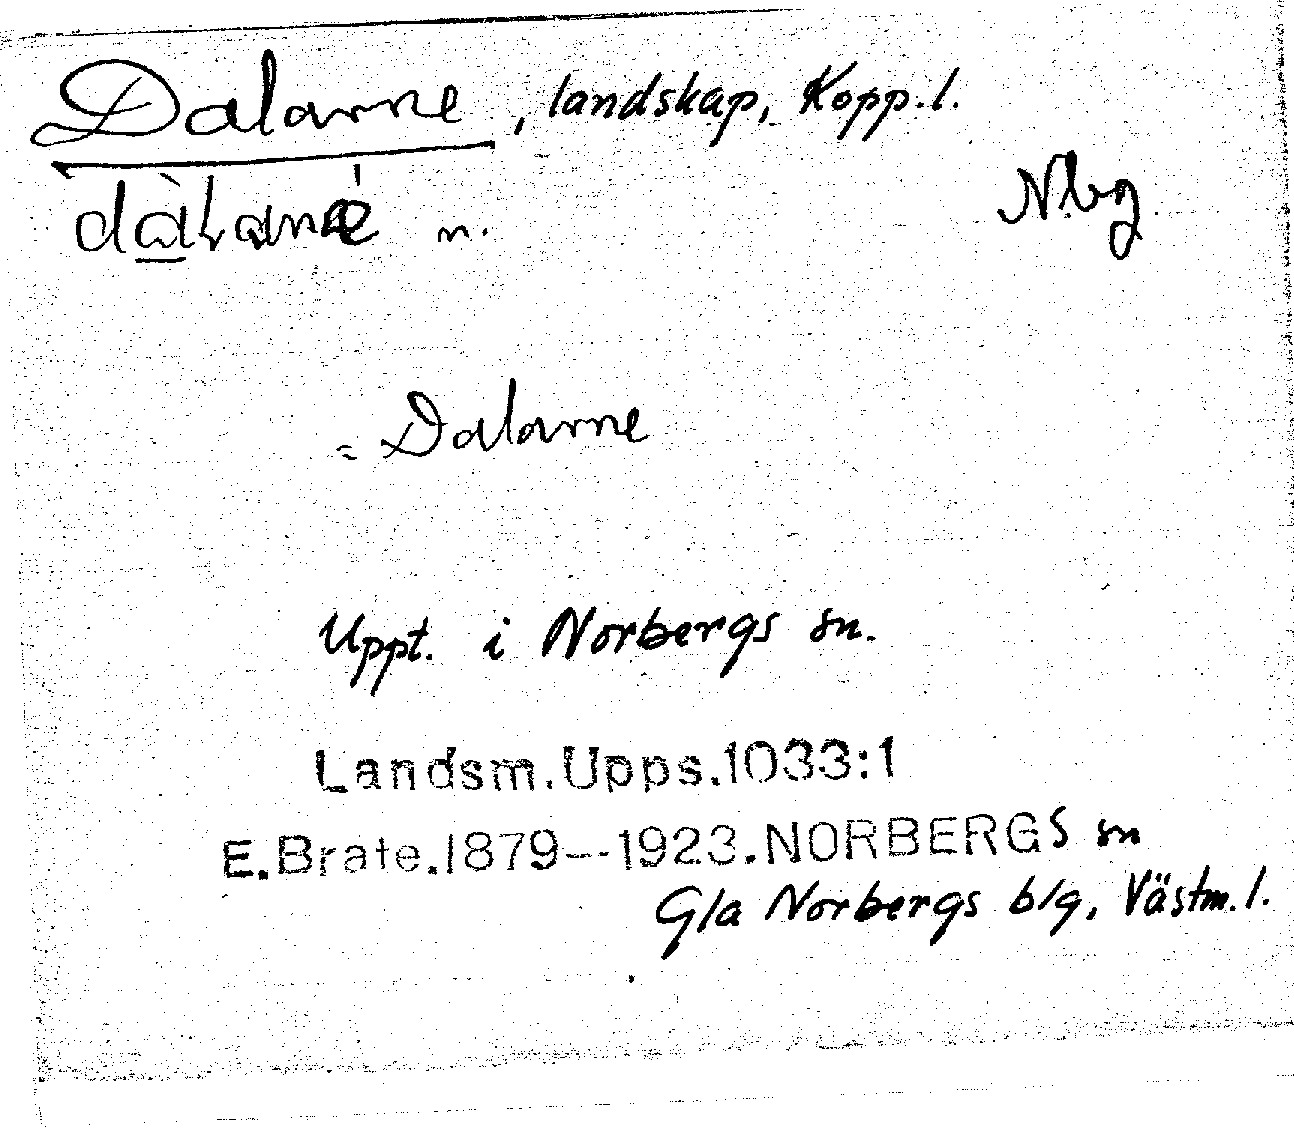 Dalarne, landskap, Kopp. l.
Nbg
n.
= Dalarne
Uppt. i Norbergs sn.
Landsm.Upps.1033:1
E.Brate.1879--1923.NORBERGS sn
Gla Norbergs blg, Västm. l.